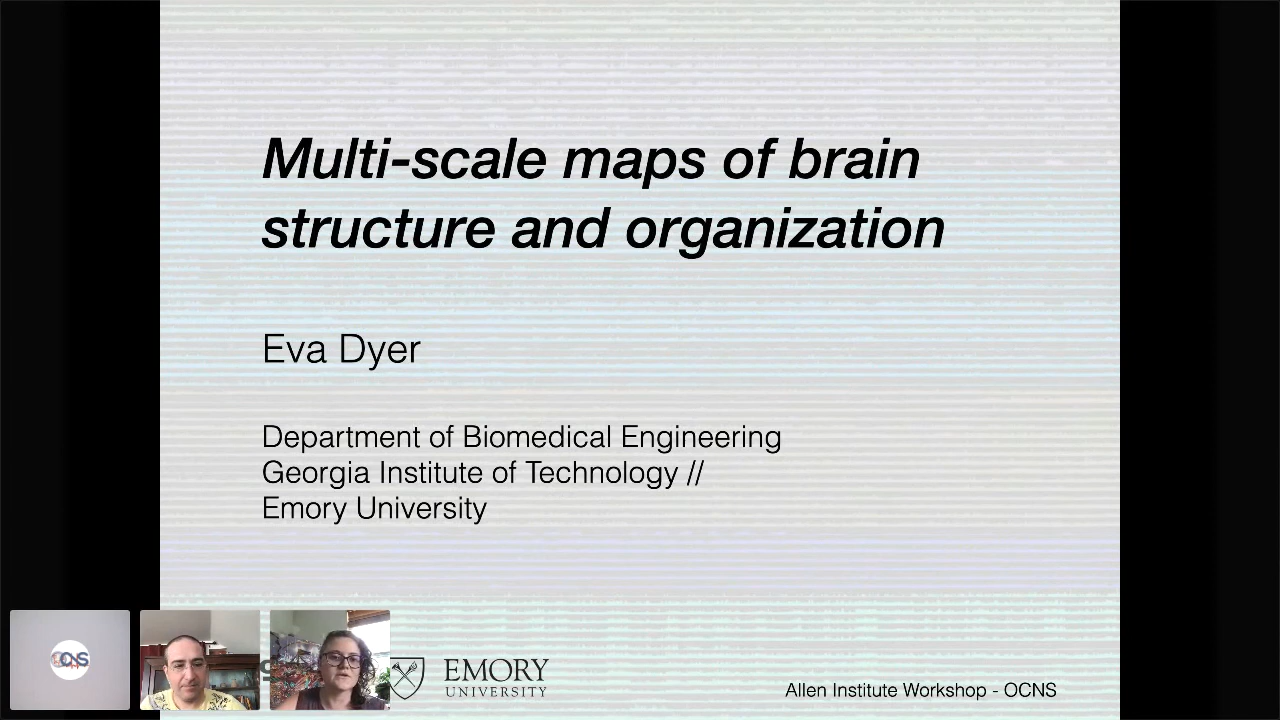 Multi-scale maps of brain
structure and organization
Eva Dyer
Department of Biomedical Engineering
Georgia Institute of Technology //
Emory University
EMORY
UNIVERSITY
Allen Institute Workshop - OCNS